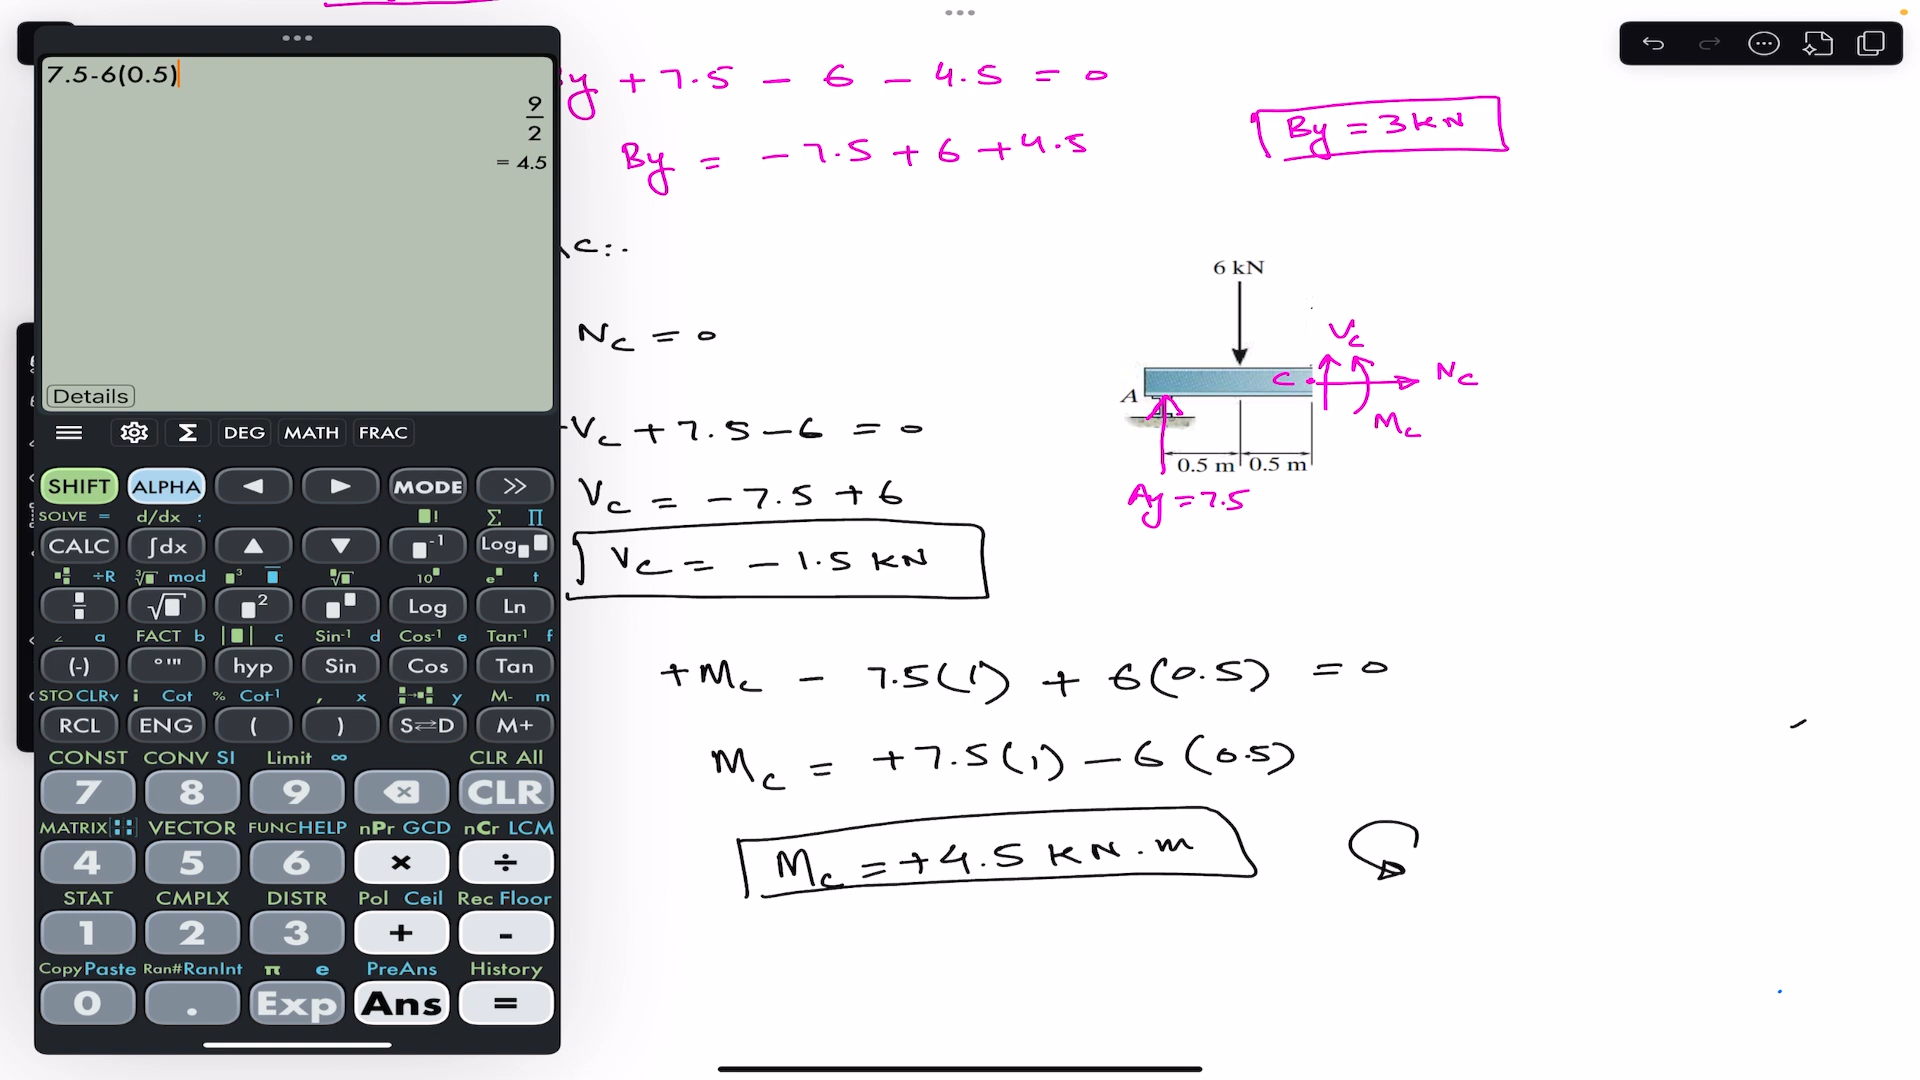 7.5-6(0.5)
9
2
= 4.5
Details
DEG MATH FRAC
SHIFT ALPHA MODE
SOLVE = d/dx : ∑ ∏
CALC ∫dx Log
÷R mod 10 e t
Log Ln
∠ a FACT b c Sin-1 d Cos-1 e Tan-1 f
(-) °'" hyp Sin Cos Tan
STO CLRv i Cot % Cot-1 , x y M- m
RCL ENG ( ) S⇄D M+
CONST CONV SI Limit ∞ CLR All
7 8 9 CLR
MATRIX VECTOR FUNC HELP nPr GCD nCr LCM
4 5 6 × ÷
STAT CMPLX DISTR Pol Ceil Rec Floor
1 2 3 + -
Copy Paste Ran# RanInt π e PreAns History
0 . Exp Ans =
y + 7.5 - 6 - 4.5 = 0
By = 3 KN
By = -7.5 + 6 + 4.5
C:.
Nc = 0
Vc + 7.5 - 6 = 0
Vc = -7.5 + 6
Vc = -1.5 KN
6 kN
Vc
C
Nc
A
Mc
0.5 m 0.5 m
Ay = 7.5
+Mc - 7.5(1) + 6(0.5) = 0
Mc = +7.5(1) - 6(0.5)
Mc = +4.5 KN.m